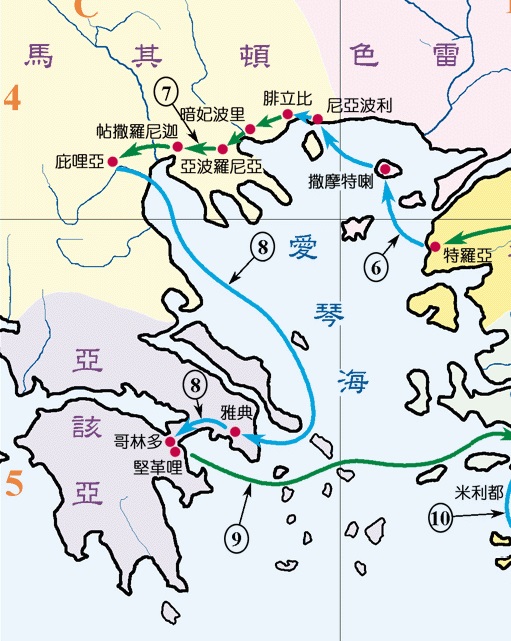 C
馬其頓
色雷
4
⑦
暗妃波里
腓立比
尼亞波利
帖撒羅尼迦
庇哩亞
亞波羅尼亞
撒摩特喇
⑧
愛琴海
⑥
特羅亞
亞該亞
⑧
雅典
哥林多
堅革哩
5
⑨
米利都
⑩